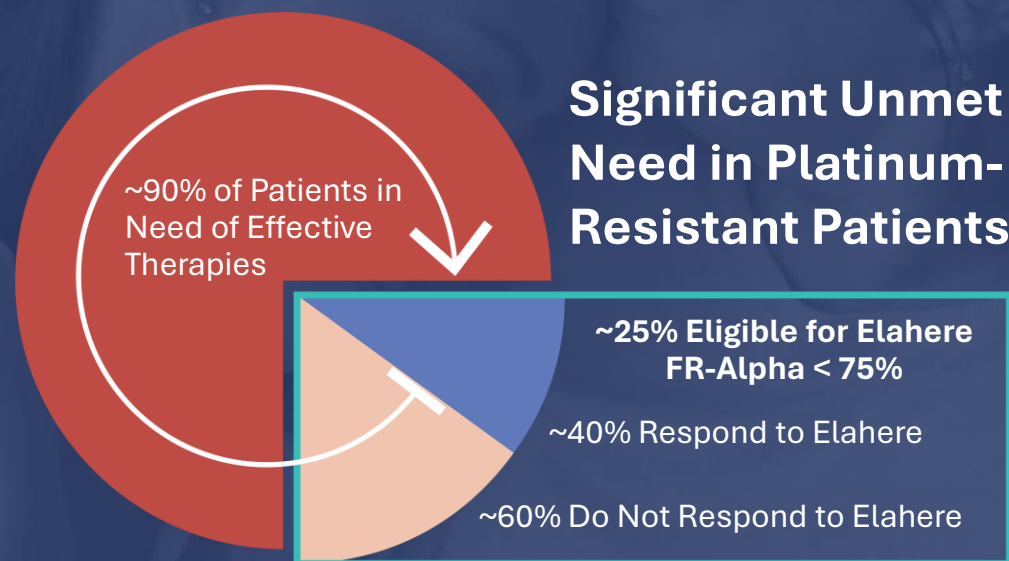 Significant Unmet
Need in Platinum-
Resistant Patients
~90% of Patients in
Need of Effective
Therapies
~25% Eligible for Elahere
FR-Alpha < 75%
~40% Respond to Elahere
~60% Do Not Respond to Elahere